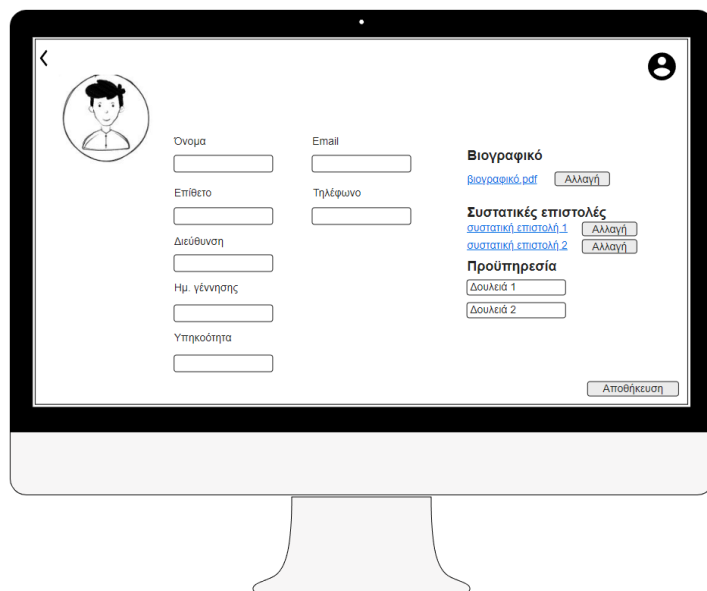 Όνομα
Email
Επίθετο
Τηλέφωνο
Διεύθυνση
Ημ. γέννησης
Υπηκοότητα
Βιογραφικό
βιογραφικό.pdf Αλλαγή
Συστατικές επιστολές
συστατική επιστολή 1 Αλλαγή
συστατική επιστολή 2 Αλλαγή
Προϋπηρεσία
Δουλειά 1
Δουλειά 2
Αποθήκευση